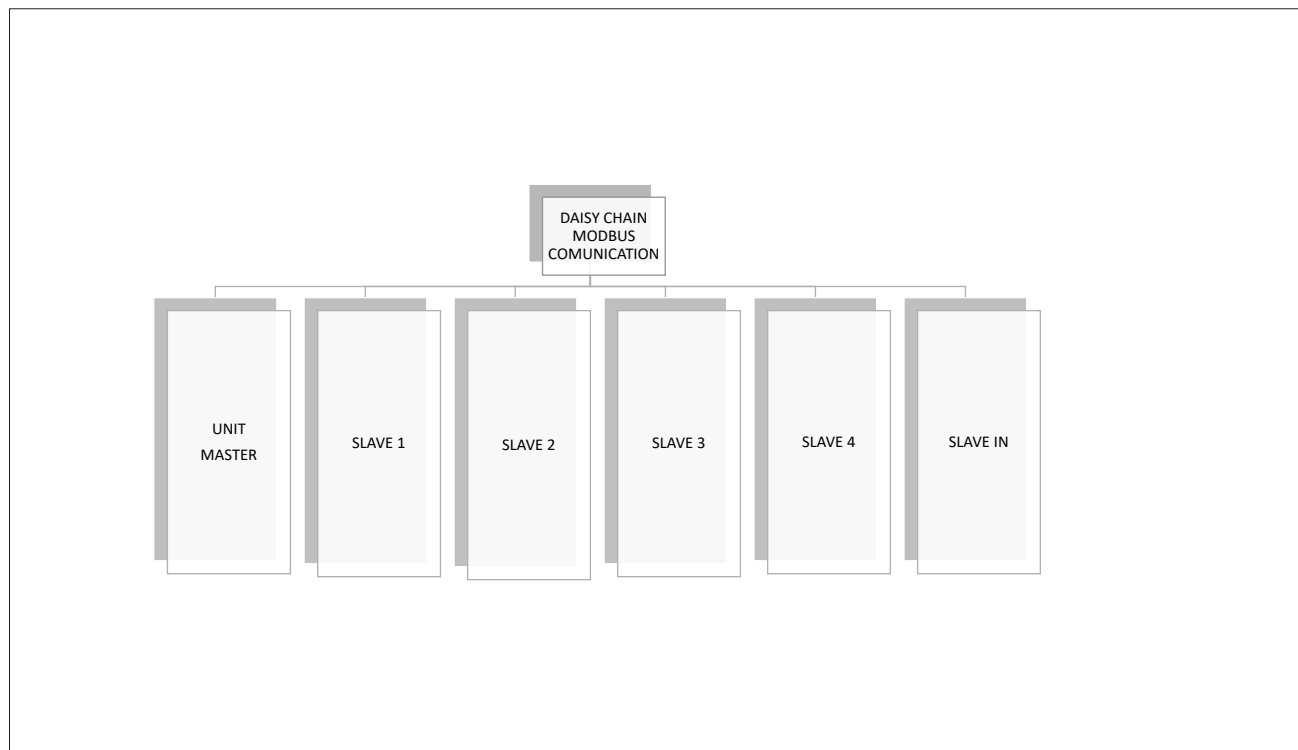 DAISY CHAIN
MODBUS
COMUNICATION
UNIT
MASTER
SLAVE 1
SLAVE 2
SLAVE 3
SLAVE 4
SLAVE IN